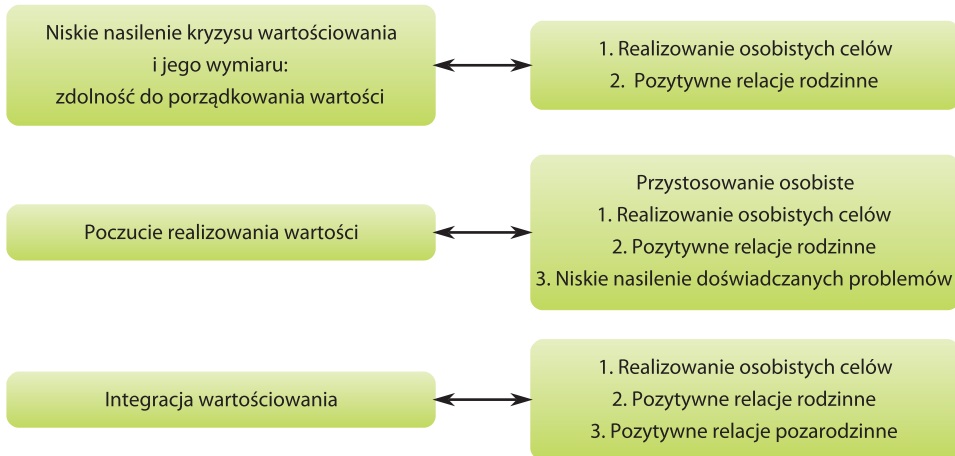 Niskie nasilenie kryzysu wartościowania
i jego wymiaru:
zdolność do porządkowania wartości
1. Realizowanie osobistych celów
2. Pozytywne relacje rodzinne
Poczucie realizowania wartości
Przystosowanie osobiste
1. Realizowanie osobistych celów
2. Pozytywne relacje rodzinne
3. Niskie nasilenie doświadczanych problemów
Integracja wartościowania
1. Realizowanie osobistych celów
2. Pozytywne relacje rodzinne
3. Pozytywne relacje pozarodzinne